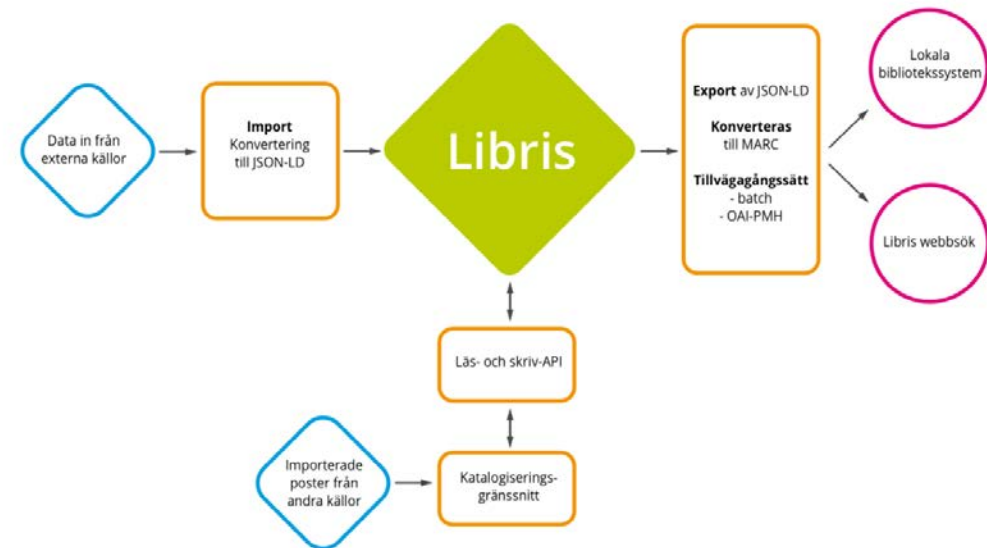 Data in från
externa källor
Import
Konvertering
till JSON-LD
Libris
Export av JSON-LD
Konverteras
till MARC
Tillvägagångssätt
- batch
- OAI-PMH
Lokala
bibliotekssystem
Libris webbsök
Läs- och skriv-API
Importerade
poster från
andra källor
Katalogiserings-
gränssnitt